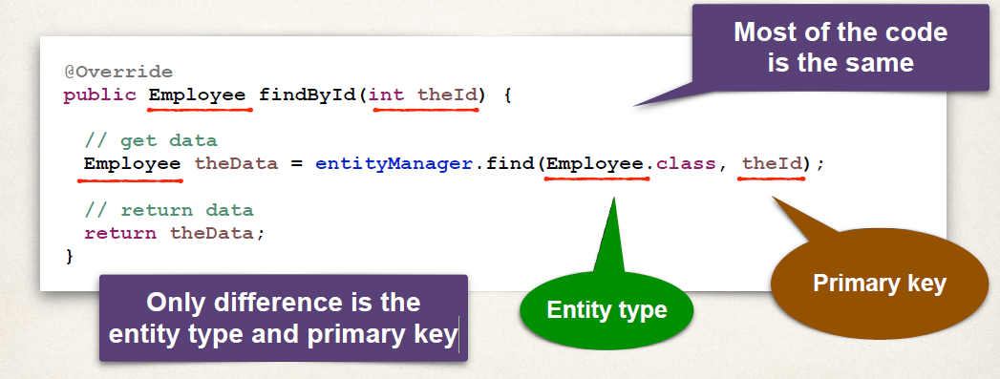 Most of the code
is the same
@Override
public Employee findById(int theId) {
// get data
Employee theData = entityManager.find(Employee.class, theId);
// return data
return theData;
}
Only difference is the
entity type and primary key
Entity type
Primary key